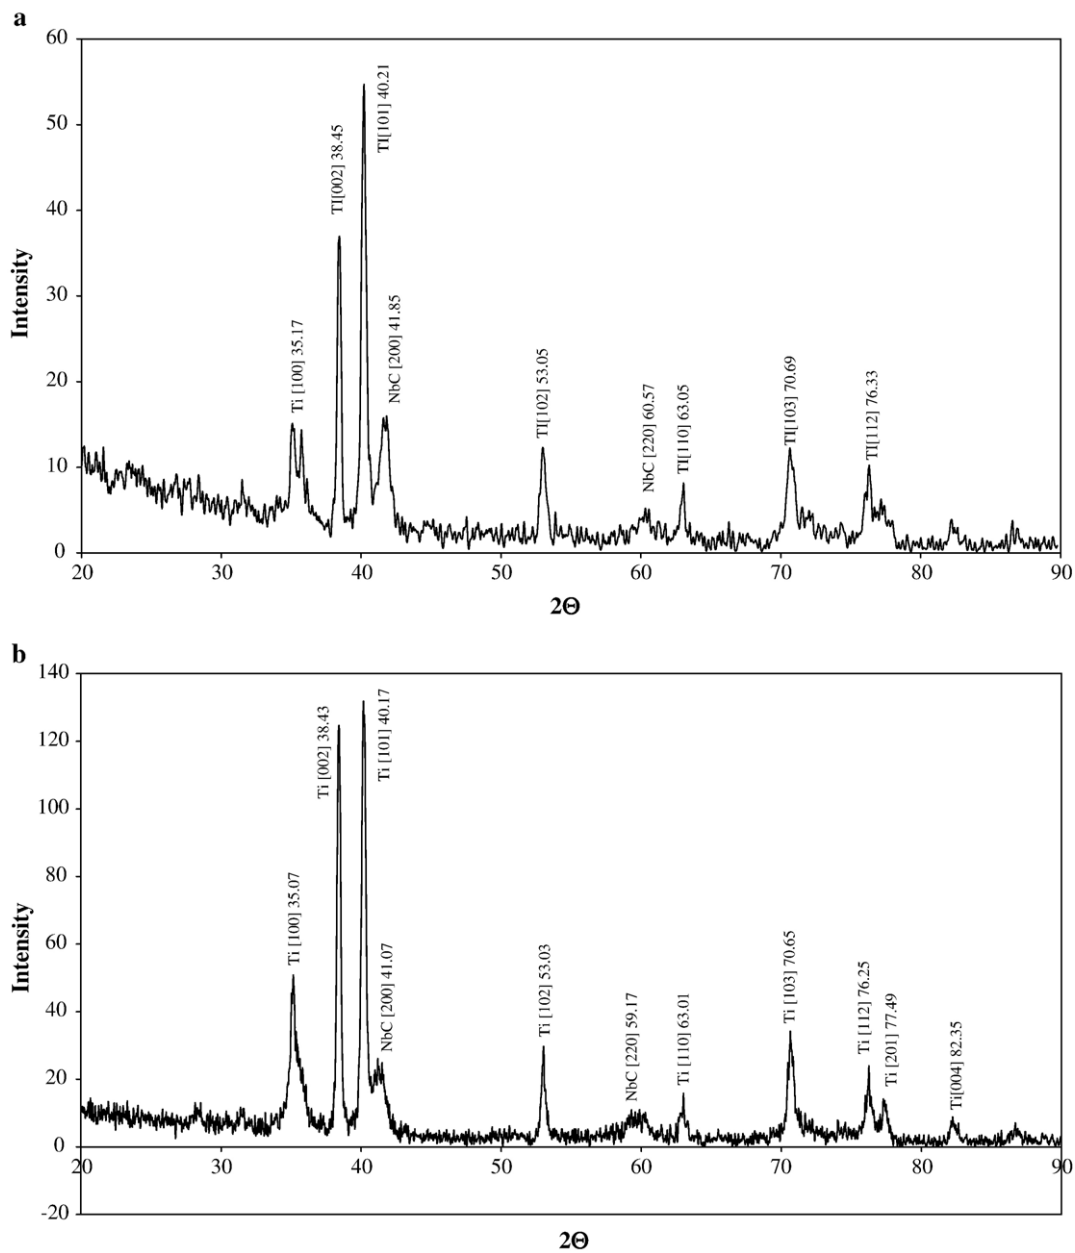 a
60
50
40
30
20
10
0
Intensity
Ti [100] 35.17
TI[002] 38.45
TI[101] 40.21
NbC [200] 41.85
TI[102] 53.05
NbC [220] 60.57
TI[110] 63.05
TI[103] 70.69
TI[112] 76.33
20 30 40 50 60 70 80 90
2Θ
b
140
120
100
80
60
40
20
0
-20
Intensity
Ti [100] 35.07
Ti [002] 38.43
Ti [101] 40.17
NbC [200] 41.07
Ti [102] 53.03
NbC [220] 59.17
Ti [110] 63.01
Ti [103] 70.65
Ti [112] 76.25
Ti [201] 77.49
Ti[004] 82.35
20 30 40 50 60 70 80 90
2Θ